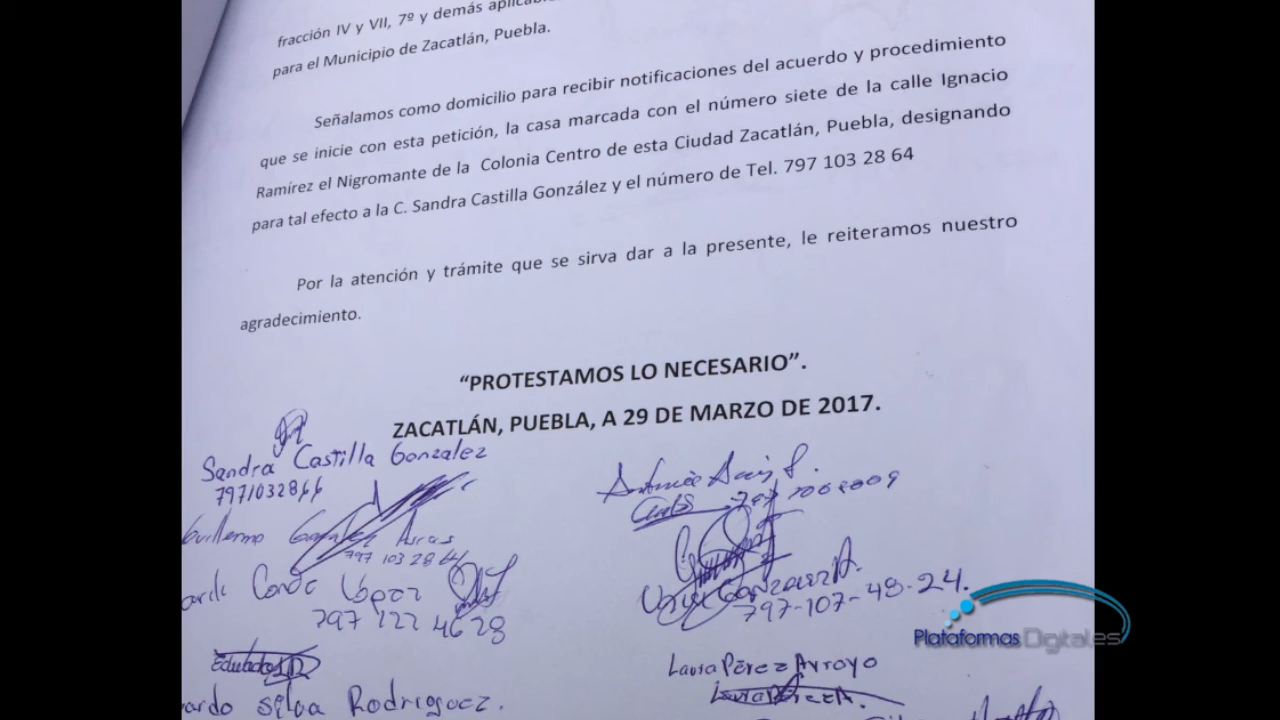 fracción IV y VII, 7º y demás
para el Municipio de Zacatlán, Puebla.
Señalamos como domicilio para recibir notificaciones del acuerdo y procedimiento
que se inicie con esta petición, la casa marcada con el número siete de la calle Ignacio
Ramírez el Nigromante de la Colonia Centro de esta Ciudad Zacatlán, Puebla, designando
para tal efecto a la C. Sandra Castilla González y el número de Tel. 797 103 28 64
Por la atención y trámite que se sirva dar a la presente, le reiteramos nuestro
agradecimiento.
“PROTESTAMOS LO NECESARIO”.
ZACATLÁN, PUEBLA, A 29 DE MARZO DE 2017.
Sandra Castilla Gonzalez
Guillermo
797 103 28
Conde
797 122 46 28
797-107-48-24.
Laura Pérez Arroyo
Silva Rodriguez.
Plataformas Digitales